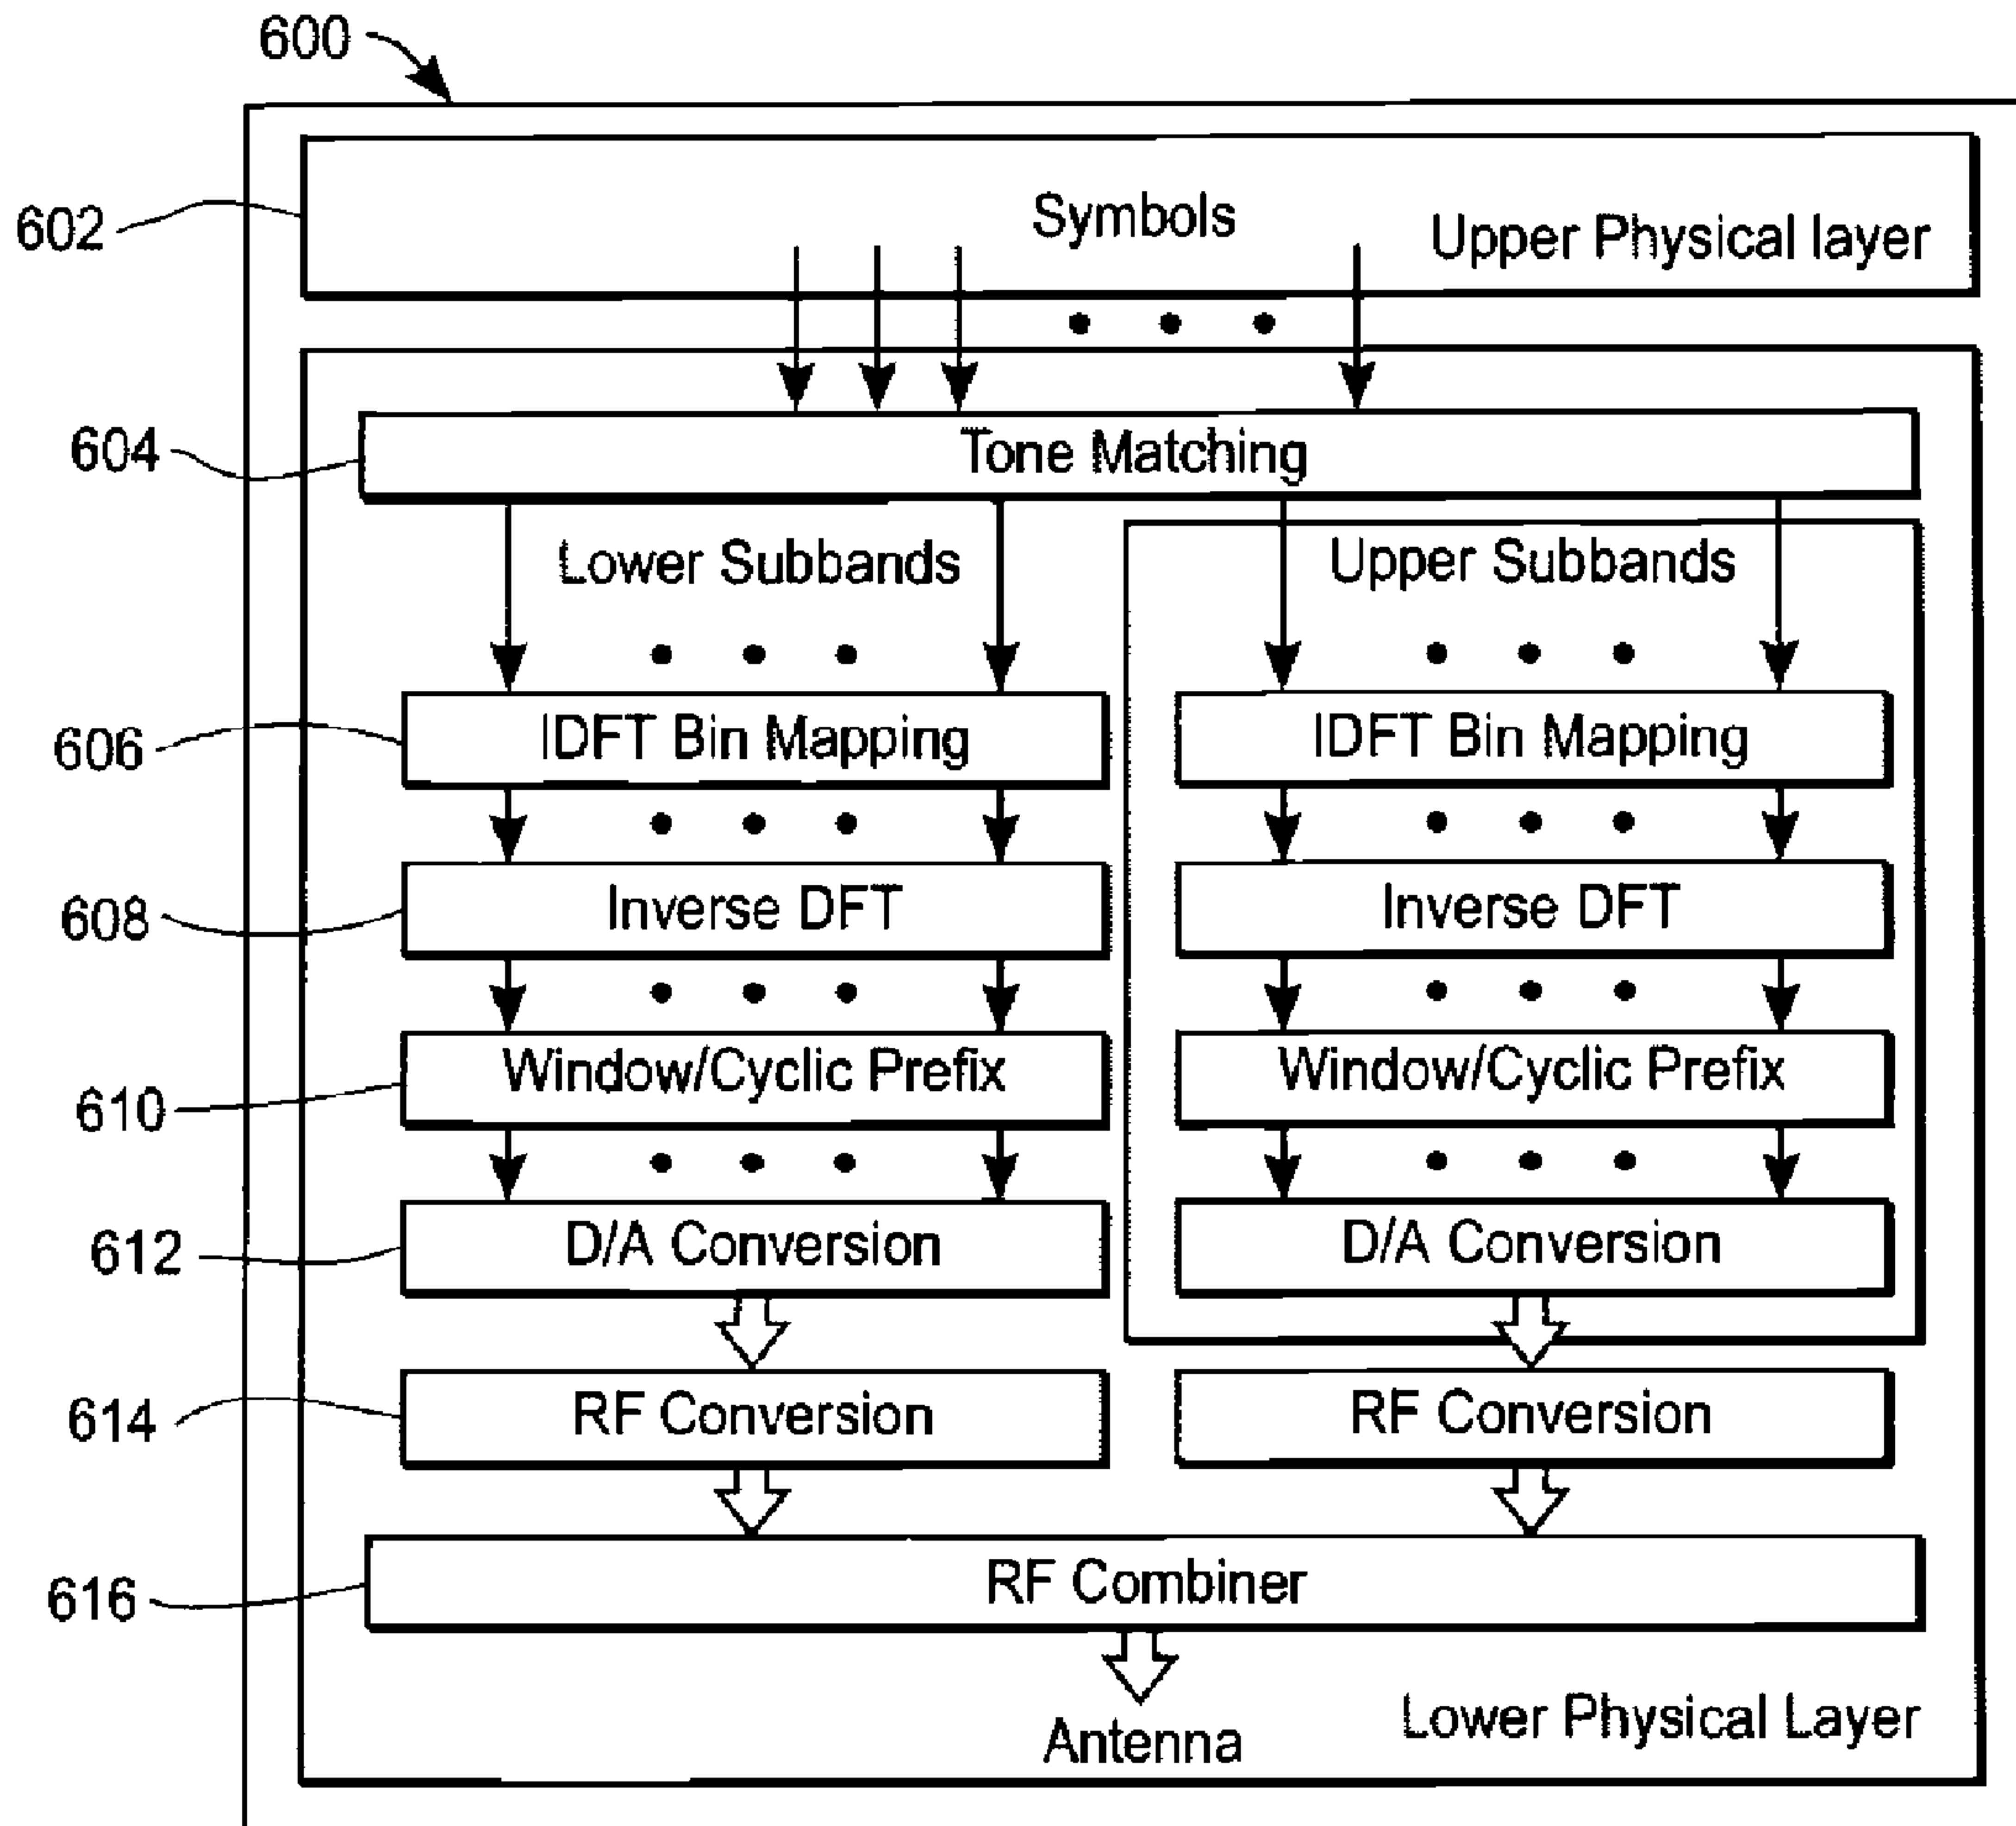 600
602
Symbols
Upper Physical layer
604
Tone Matching
Lower Subbands
Upper Subbands
606
IDFT Bin Mapping
IDFT Bin Mapping
608
Inverse DFT
Inverse DFT
610
Window/Cyclic Prefix
Window/Cyclic Prefix
612
D/A Conversion
D/A Conversion
614
RF Conversion
RF Conversion
616
RF Combiner
Antenna
Lower Physical Layer